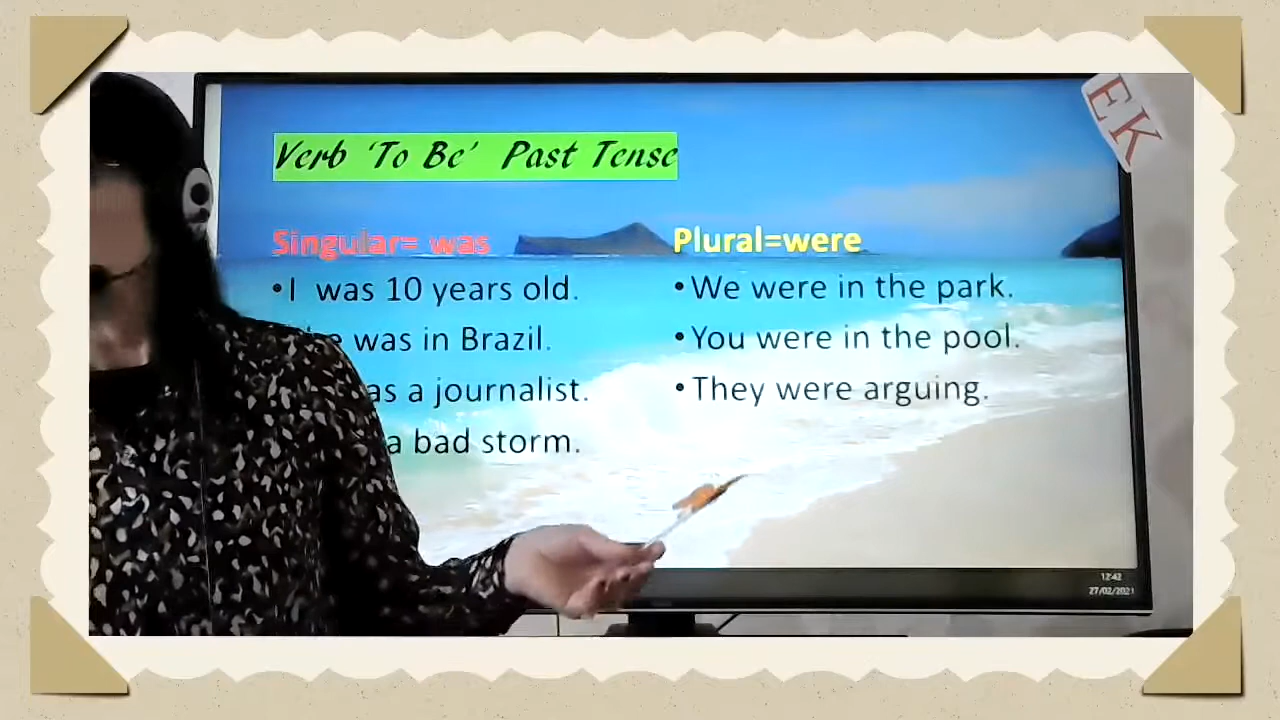 Verb ‘To Be’ Past Tense
Singular= was
•I was 10 years old.
was in Brazil.
a journalist.
a bad storm.
Plural=were
•We were in the park.
•You were in the pool.
•They were arguing.
EK
12:42
27/02/2021